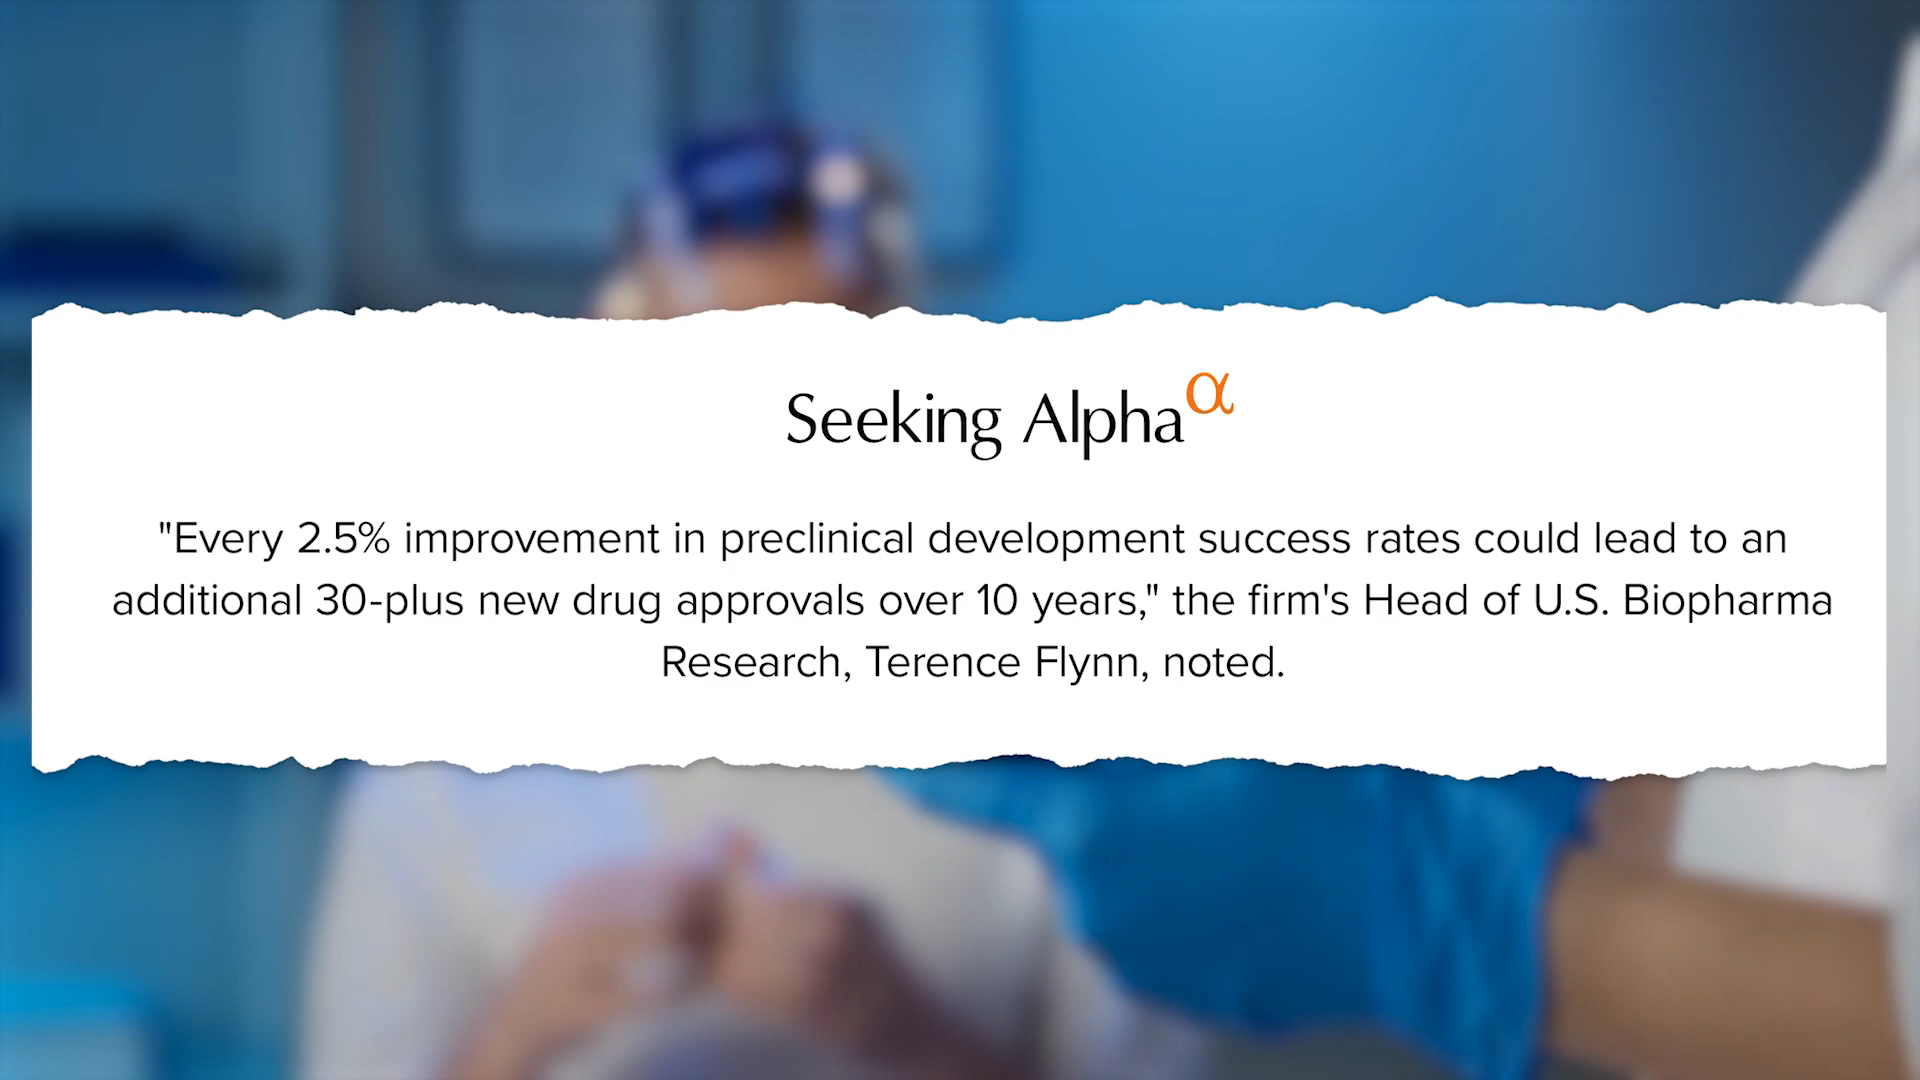 Seeking Alpha α
"Every 2.5% improvement in preclinical development success rates could lead to an
additional 30-plus new drug approvals over 10 years," the firm's Head of U.S. Biopharma
Research, Terence Flynn, noted.